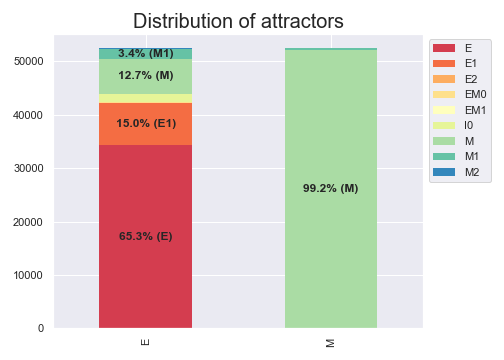 Distribution of attractors
50000
40000
30000
20000
10000
0
3.4% (M1)
12.7% (M)
15.0% (E1)
65.3% (E)
99.2% (M)
E
M
E
E1
E2
EM0
EM1
I0
M
M1
M2